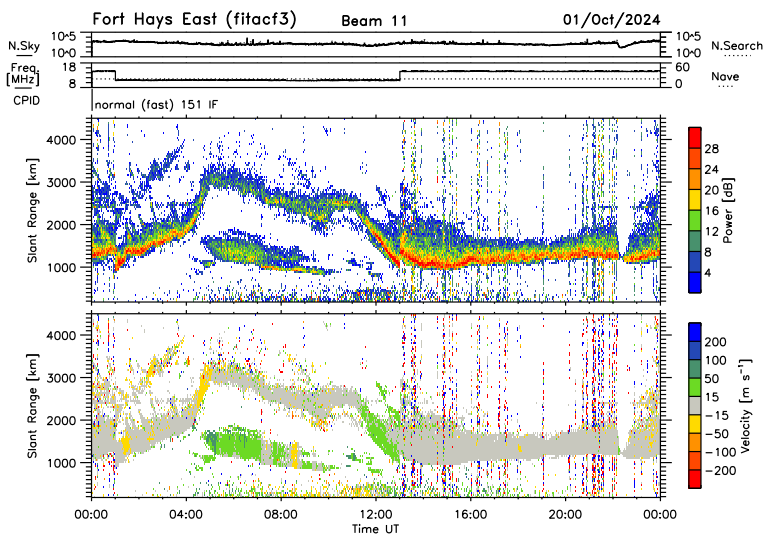 Fort Hays East (fitacf3) Beam 11 01/Oct/2024
N.Sky 10^5 10^0 10^5 10^0 N.Search
Freq. [MHz] 18 8 60 0 Nave
CPID normal (fast) 151 IF
Slant Range [km]
4000
3000
2000
1000
28
24
20
16
12
8
4
Power [dB]
Slant Range [km]
4000
3000
2000
1000
200
100
50
15
−15
−50
−100
−200
Velocity [m s⁻¹]
00:00 04:00 08:00 12:00 16:00 20:00 00:00
Time UT